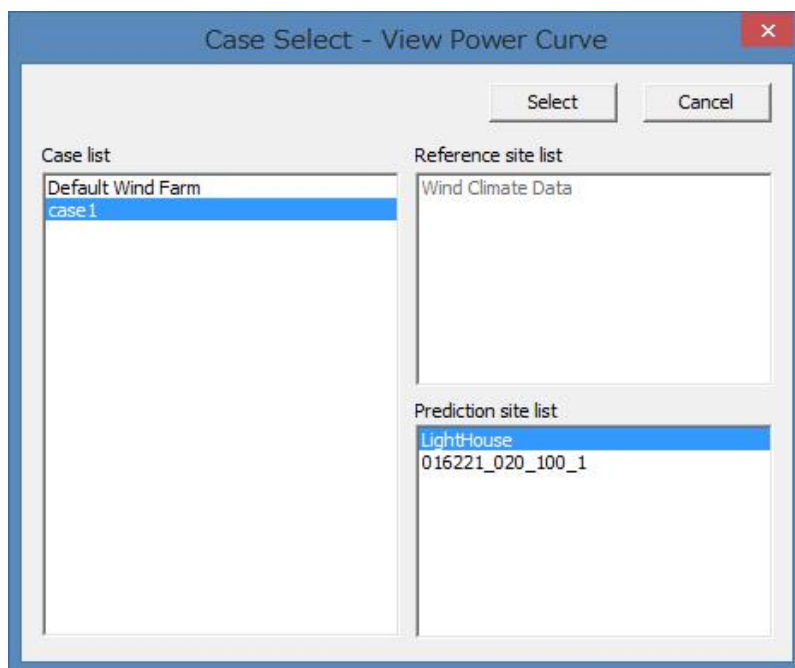 Case Select - View Power Curve
Select
Cancel
Case list
Default Wind Farm
case1
Reference site list
Wind Climate Data
Prediction site list
LightHouse
016221_020_100_1